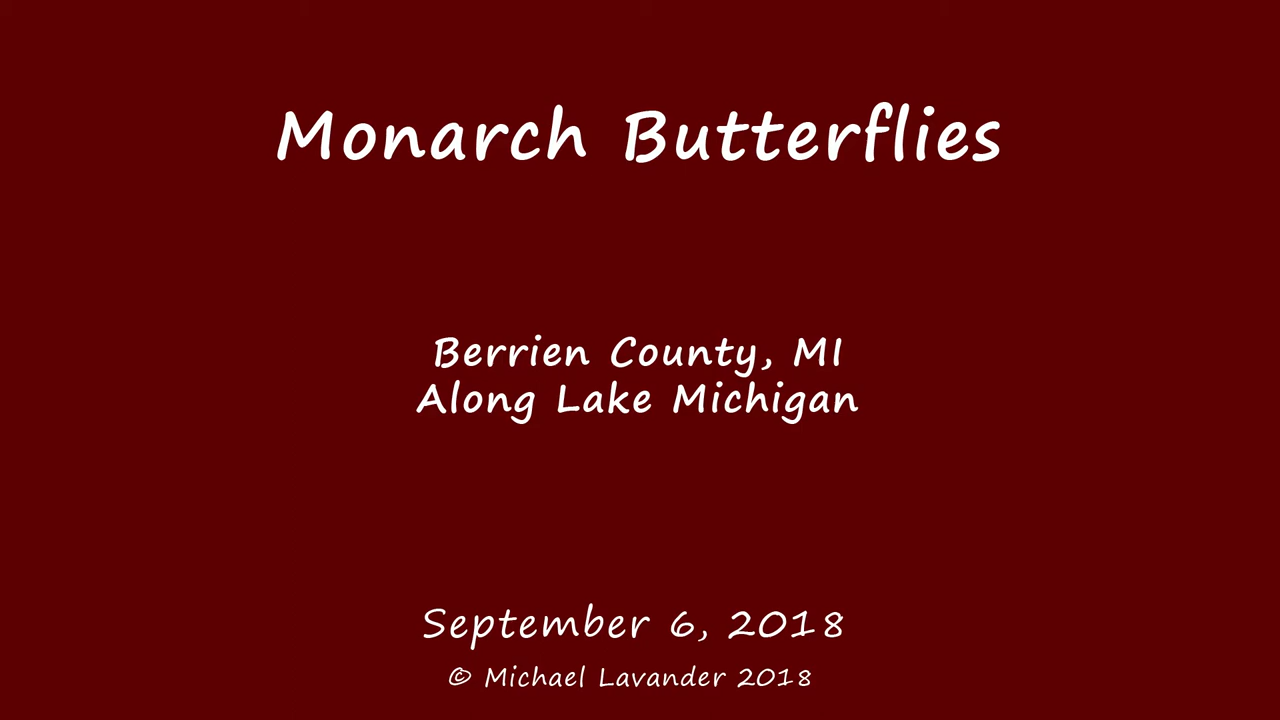 Monarch Butterflies
Berrien County, MI
Along Lake Michigan
September 6, 2018
© Michael Lavander 2018